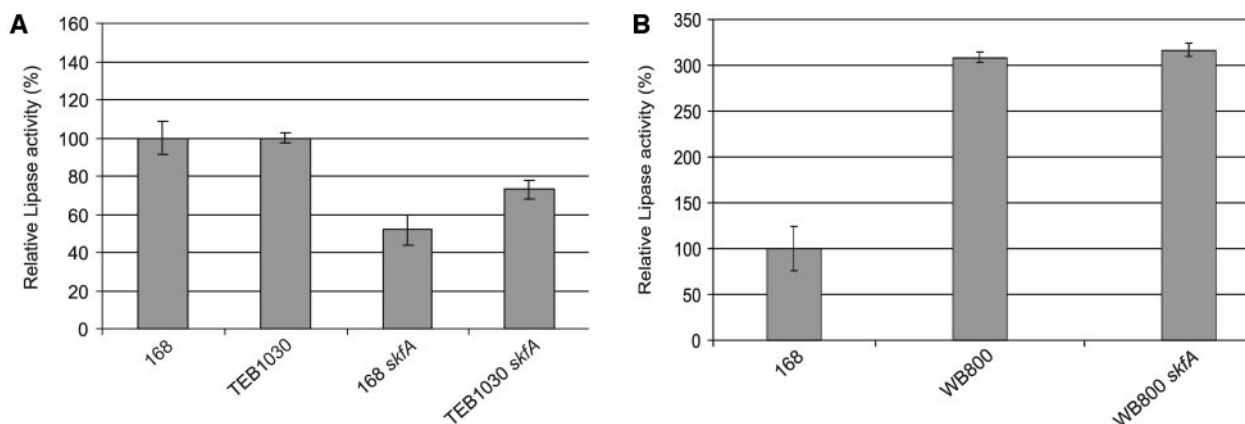 A
Relative Lipase activity (%)
160
140
120
100
80
60
40
20
0
168
TEB1030
168 skfA
TEB1030 skfA
B
Relative Lipase activity (%)
350
300
250
200
150
100
50
0
168
WB800
WB800 skfA